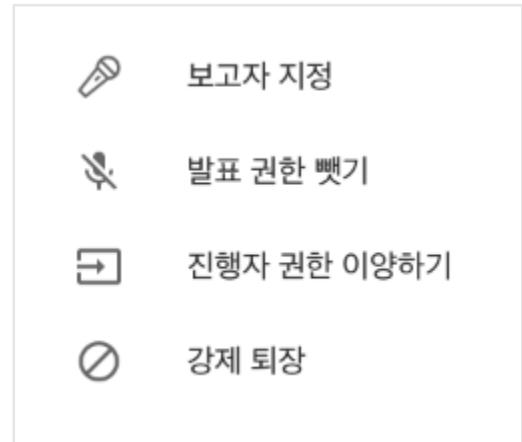 보고자 지정
발표 권한 뺏기
진행자 권한 이양하기
강제 퇴장